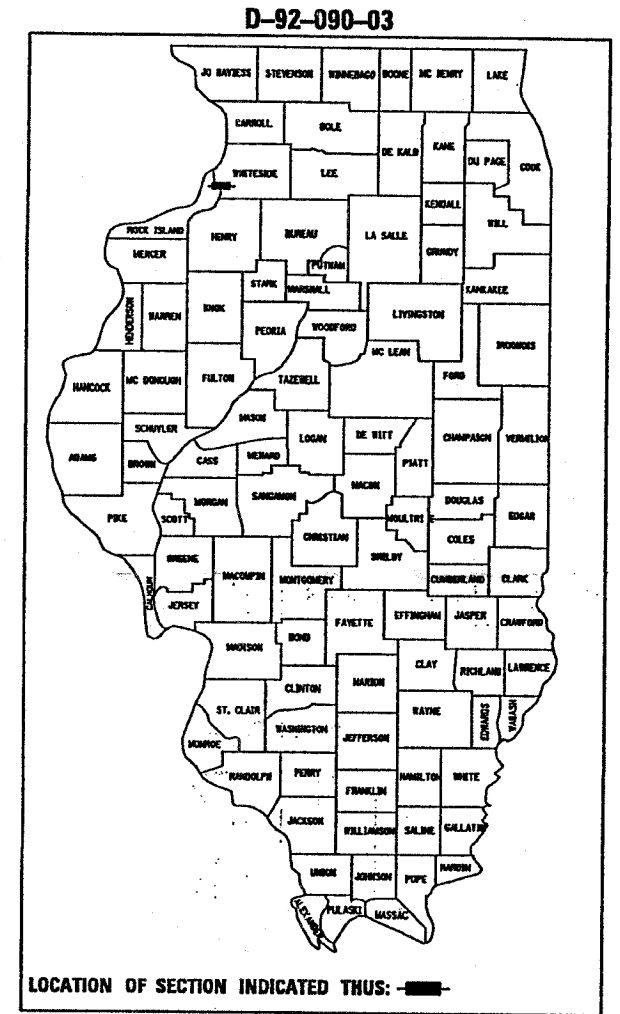 D-92-090-03
JO DAVIESS STEVENSON WINNEBAGO BOONE MC HENRY LAKE
CARROLL OGLE DE KALB KANE DU PAGE COOK
WHITESIDE LEE
KENDALL WILL
ROCK ISLAND HENRY BUREAU LA SALLE GRUNDY
MERCER PUTNAM
STARK MARSHALL KANKAKEE
HENDERSON WARREN KNOX PEORIA WOODFORD LIVINGSTON IROQUOIS
MC LEAN
HANCOCK MC DONOUGH FULTON TAZEWELL FORD
MASON
SCHUYLER LOGAN DE WITT CHAMPAIGN VERMILION
ADAMS BROWN CASS MENARD PIATT
MACON
MORGAN SANGAMON DOUGLAS
PIKE SCOTT MOULTRIE EDGAR
CHRISTIAN COLES
GREENE SHELBY
MACOUPIN MONTGOMERY CUMBERLAND CLARK
CALHOUN JERSEY
FAYETTE EFFINGHAM JASPER CRAWFORD
MADISON BOND
CLAY RICHLAND LAWRENCE
CLINTON MARION
ST. CLAIR WAYNE EDWARDS WABASH
WASHINGTON JEFFERSON
MONROE
RANDOLPH PERRY HAMILTON WHITE
FRANKLIN
JACKSON WILLIAMSON SALINE GALLATIN
UNION JOHNSON POPE HARDIN
ALEXANDER PULASKI MASSAC
LOCATION OF SECTION INDICATED THUS: